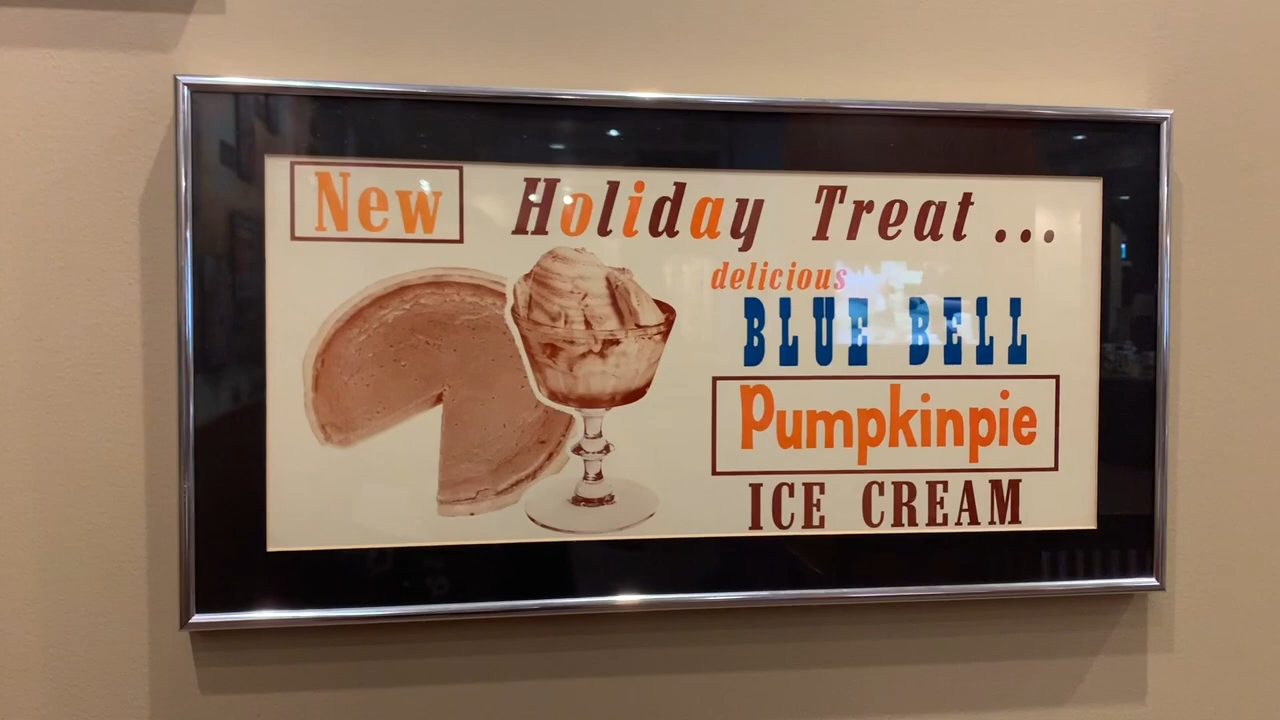 New Holiday Treat ...
delicious
BLUE BELL
Pumpkinpie
ICE CREAM